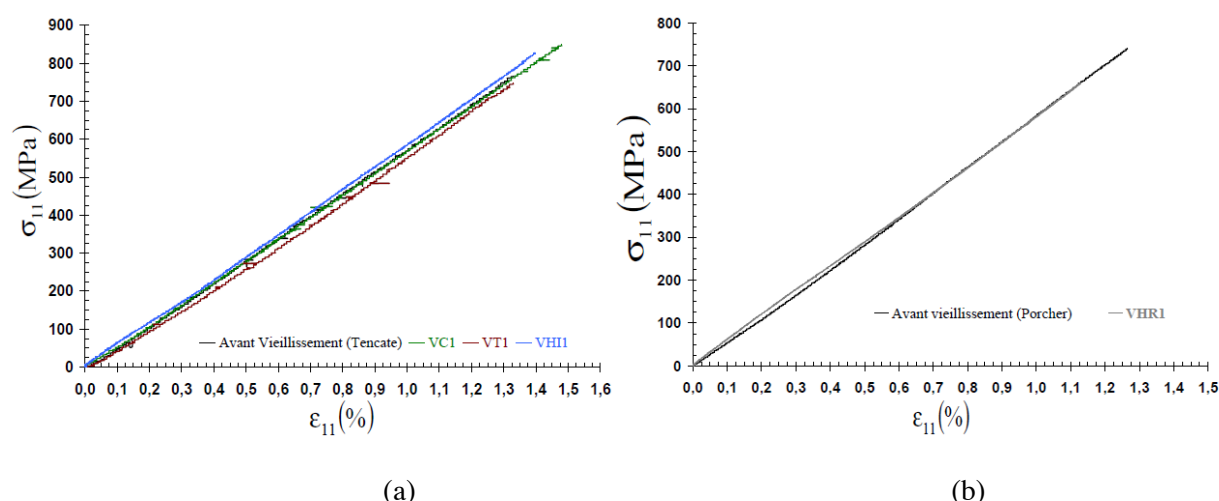 900
800
700
600
500
400
300
200
100
0
σ11 (MPa)
Avant Vieillissement (Tencate) VC1 VT1 VHI1
0,0 0,1 0,2 0,3 0,4 0,5 0,6 0,7 0,8 0,9 1,0 1,1 1,2 1,3 1,4 1,5 1,6
ε11(%)
(a)
800
700
600
500
400
300
200
100
0
σ11 (MPa)
Avant vieillissement (Porcher) VHR1
0,0 0,1 0,2 0,3 0,4 0,5 0,6 0,7 0,8 0,9 1,0 1,1 1,2 1,3 1,4 1,5
ε11(%)
(b)